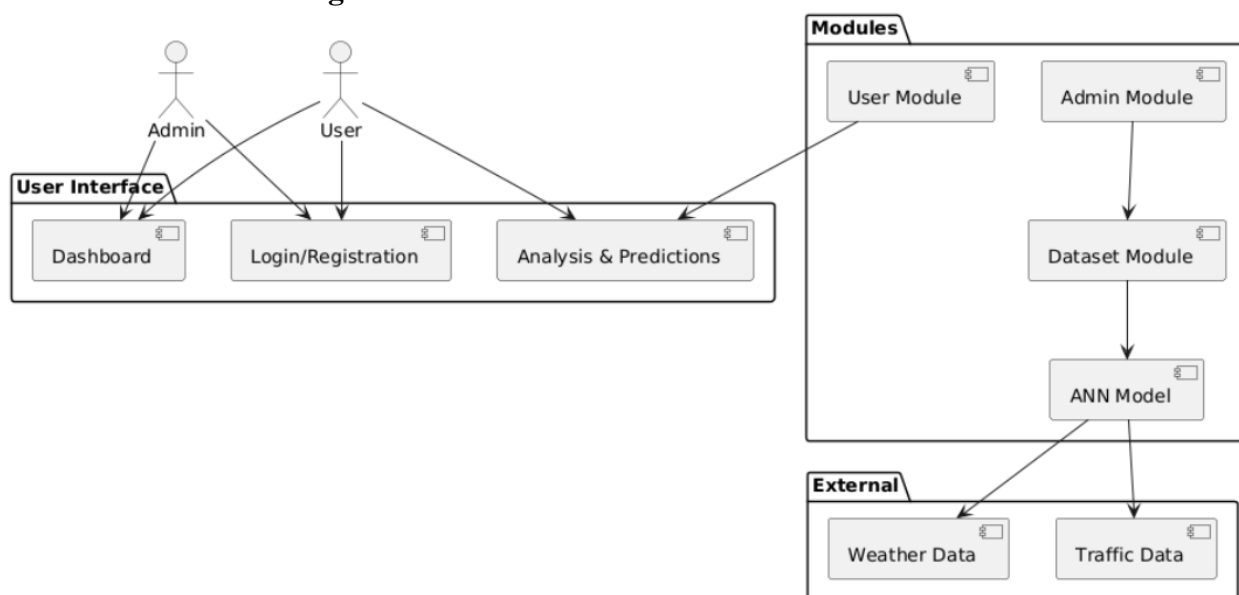 Modules
User Module
Admin Module
Admin
User
User Interface
Dashboard
Login/Registration
Analysis & Predictions
Dataset Module
ANN Model
External
Weather Data
Traffic Data